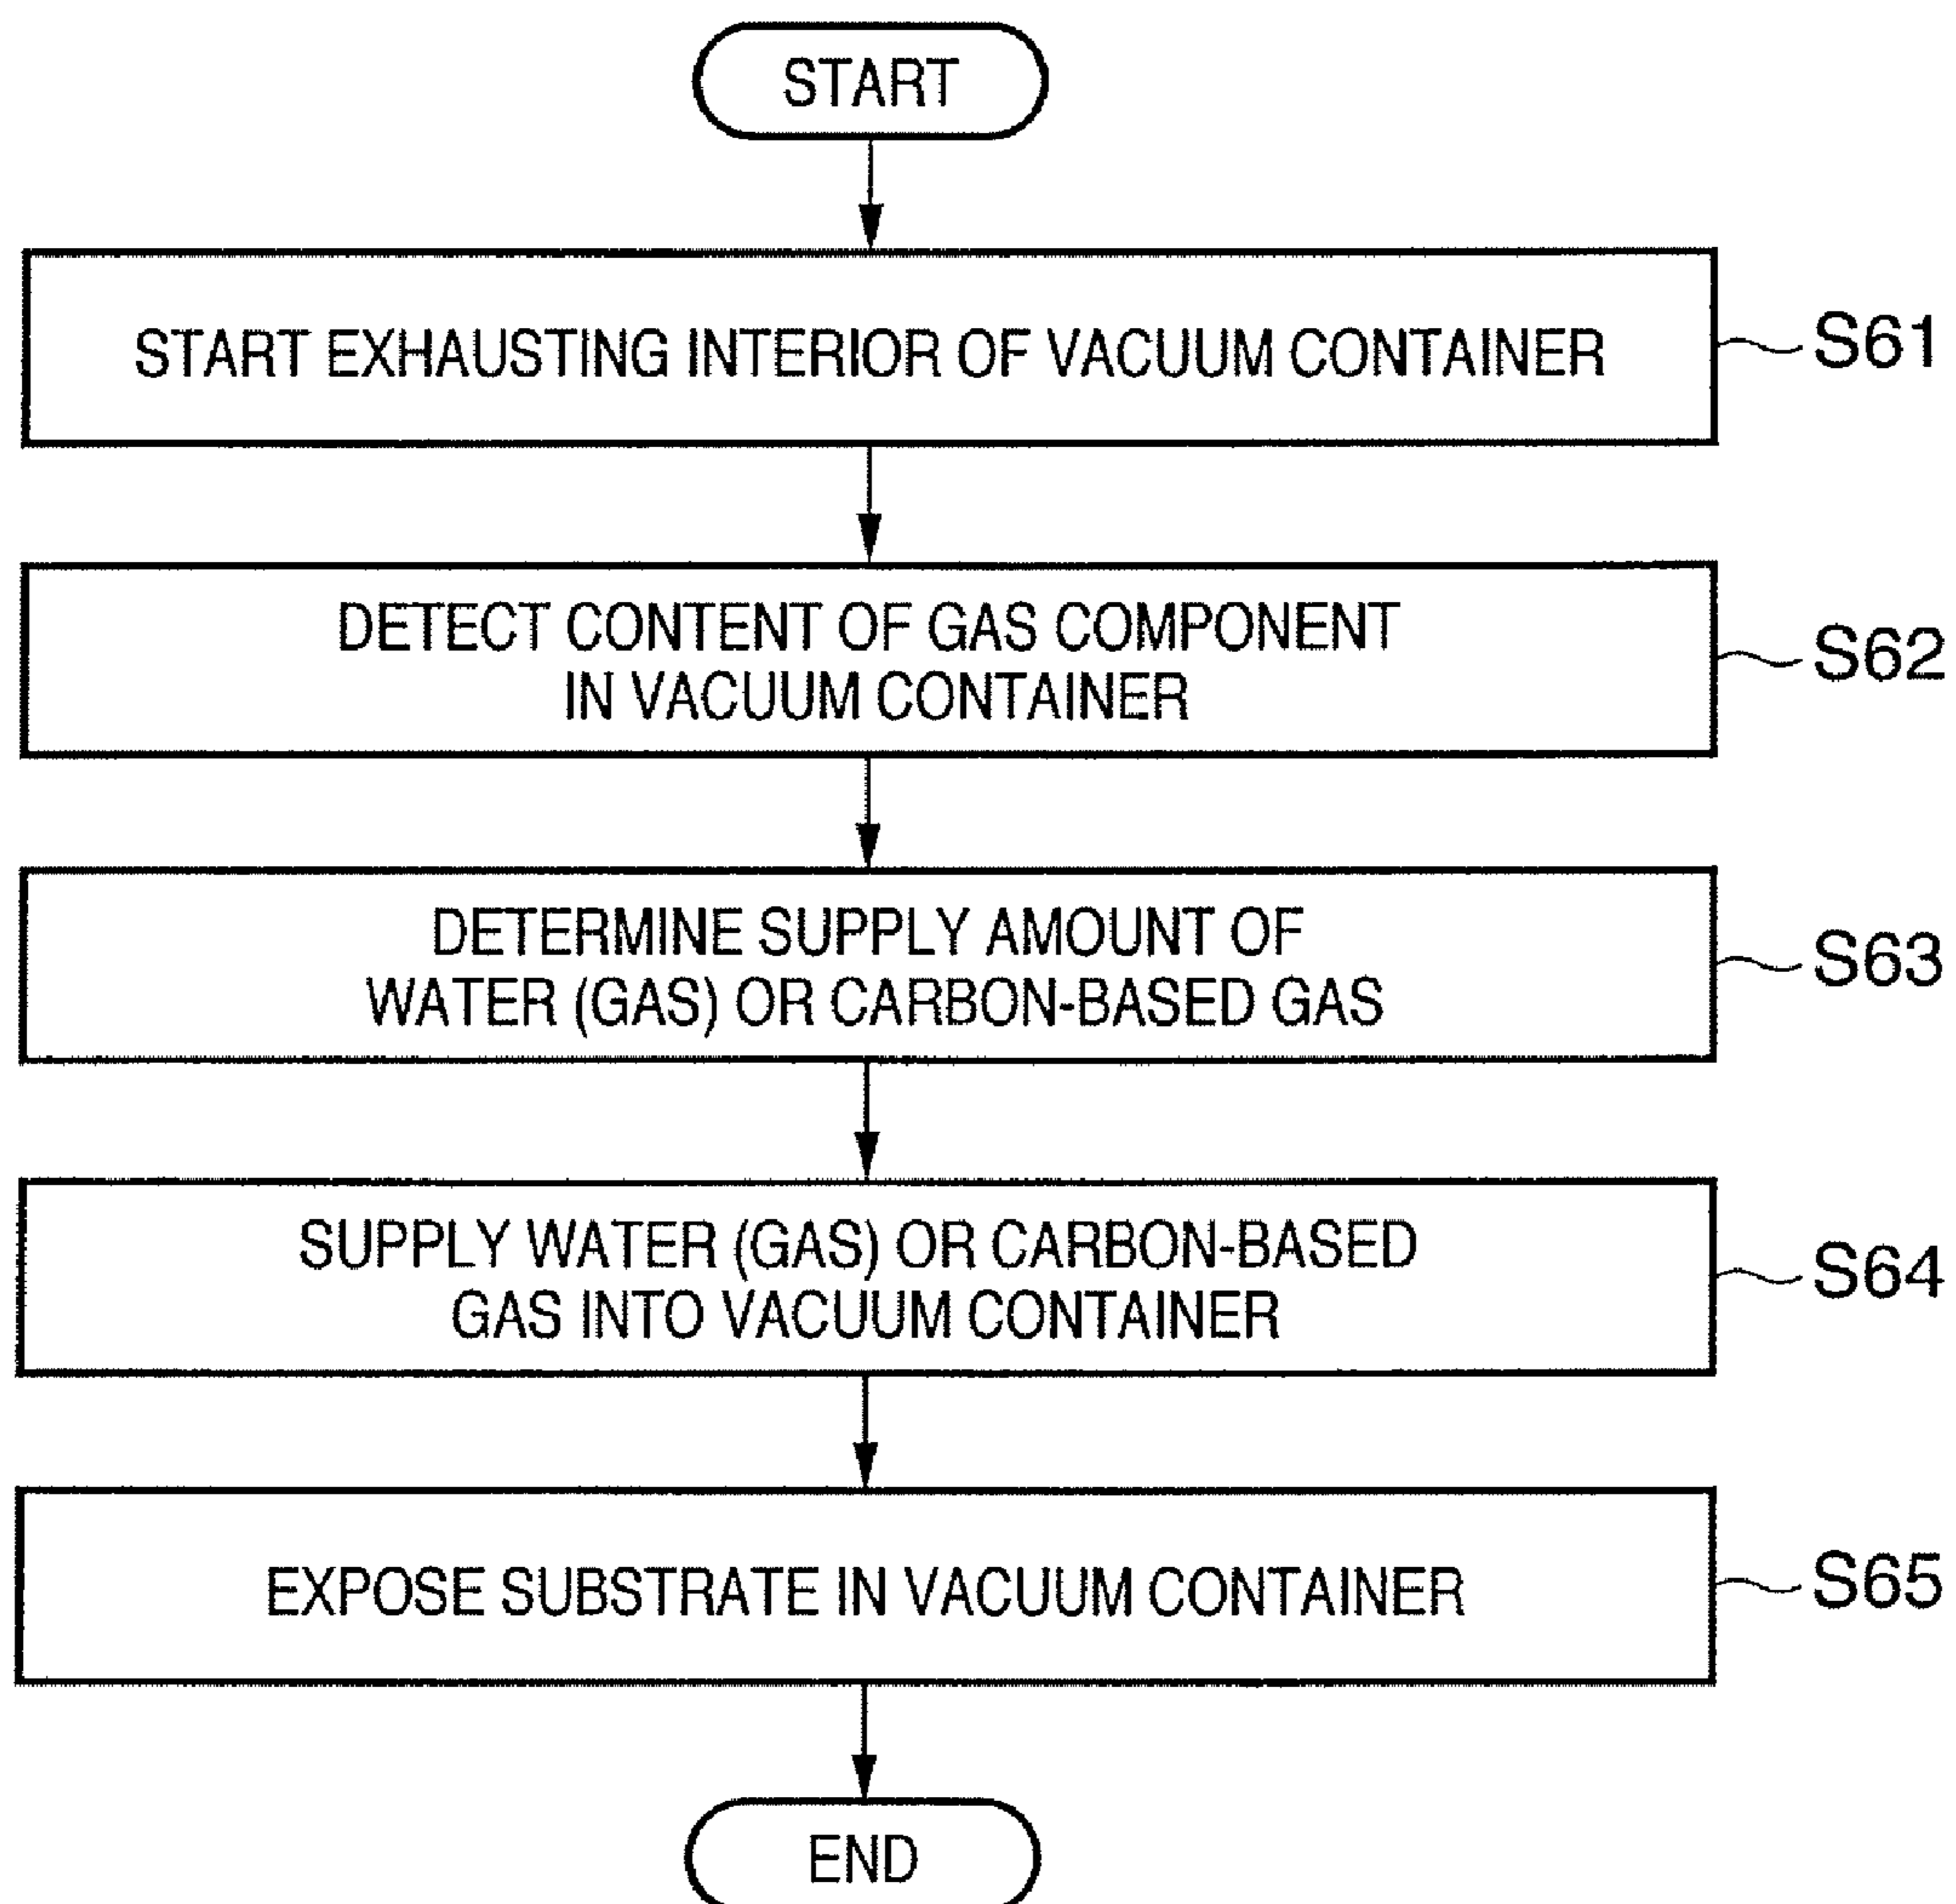 START
START EXHAUSTING INTERIOR OF VACUUM CONTAINER
S61
DETECT CONTENT OF GAS COMPONENT
IN VACUUM CONTAINER
S62
DETERMINE SUPPLY AMOUNT OF
WATER (GAS) OR CARBON-BASED GAS
S63
SUPPLY WATER (GAS) OR CARBON-BASED
GAS INTO VACUUM CONTAINER
S64
EXPOSE SUBSTRATE IN VACUUM CONTAINER
S65
END